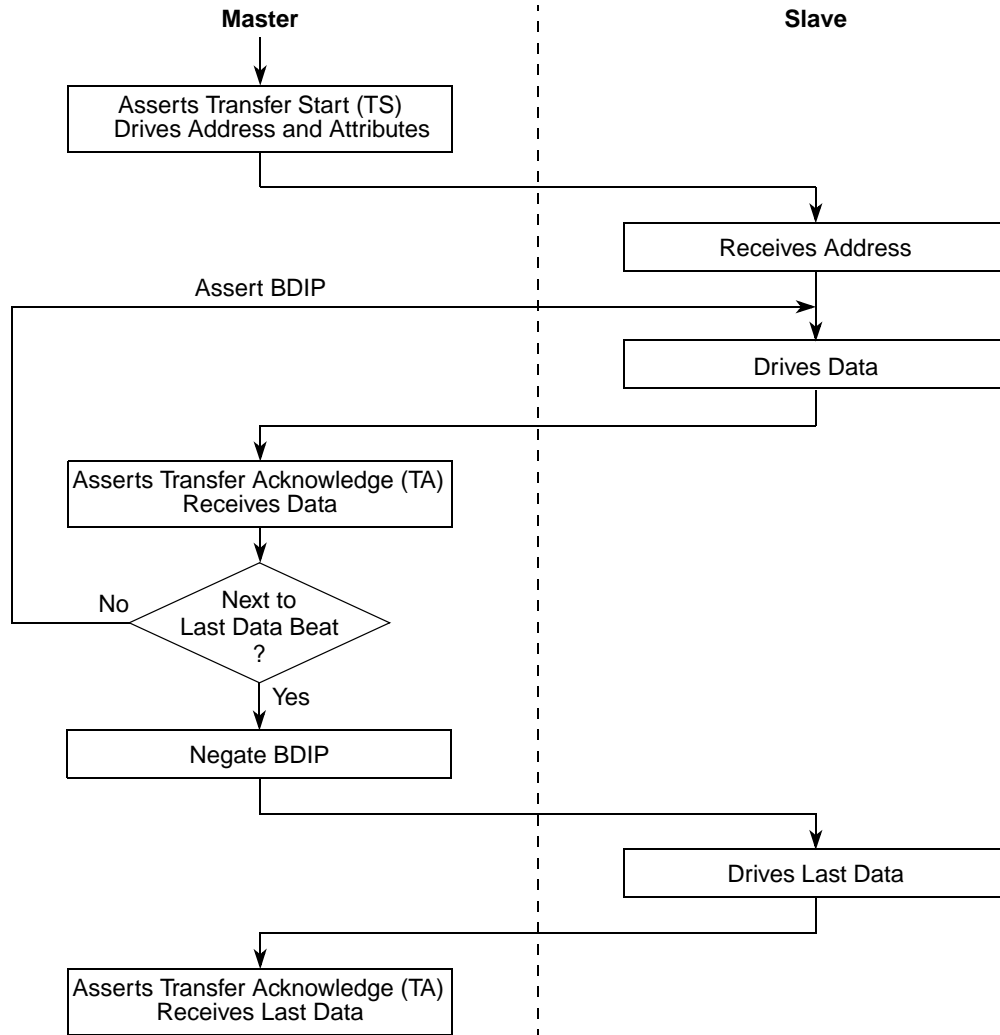 Master
Slave
Asserts Transfer Start (TS)
Drives Address and Attributes
Receives Address
Assert BDIP
Drives Data
Asserts Transfer Acknowledge (TA)
Receives Data
No
Next to
Last Data Beat
?
Yes
Negate BDIP
Drives Last Data
Asserts Transfer Acknowledge (TA)
Receives Last Data